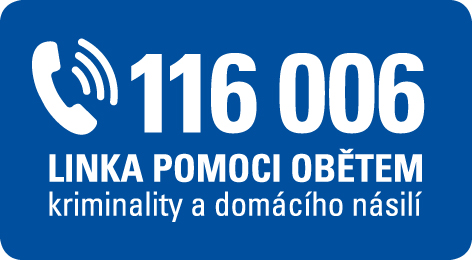 116 006
LINKA POMOCI OBĚTEM
kriminality a domácího násilí